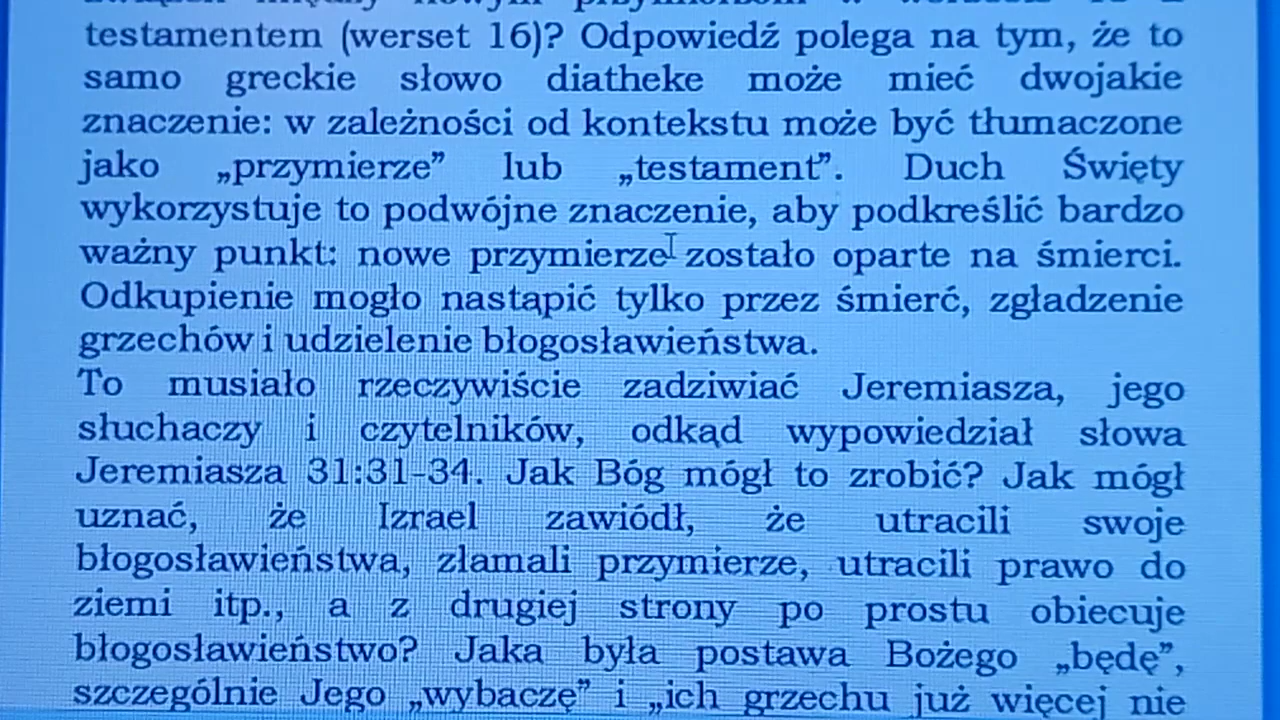 testamentem (werset 16)? Odpowiedź polega na tym, że to
samo greckie słowo diatheke może mieć dwojakie
znaczenie: w zależności od kontekstu może być tłumaczone
jako „przymierze” lub „testament”. Duch Święty
wykorzystuje to podwójne znaczenie, aby podkreślić bardzo
ważny punkt: nowe przymierze zostało oparte na śmierci.
Odkupienie mogło nastąpić tylko przez śmierć, zgładzenie
grzechów i udzielenie błogosławieństwa.
To musiało rzeczywiście zadziwiać Jeremiasza, jego
słuchaczy i czytelników, odkąd wypowiedział słowa
Jeremiasza 31:31-34. Jak Bóg mógł to zrobić? Jak mógł
uznać, że Izrael zawiódł, że utracili swoje
błogosławieństwa, złamali przymierze, utracili prawo do
ziemi itp., a z drugiej strony po prostu obiecuje
błogosławieństwo? Jaka była postawa Bożego „będę”,
szczególnie Jego „wybaczę” i „ich grzechu już więcej nie